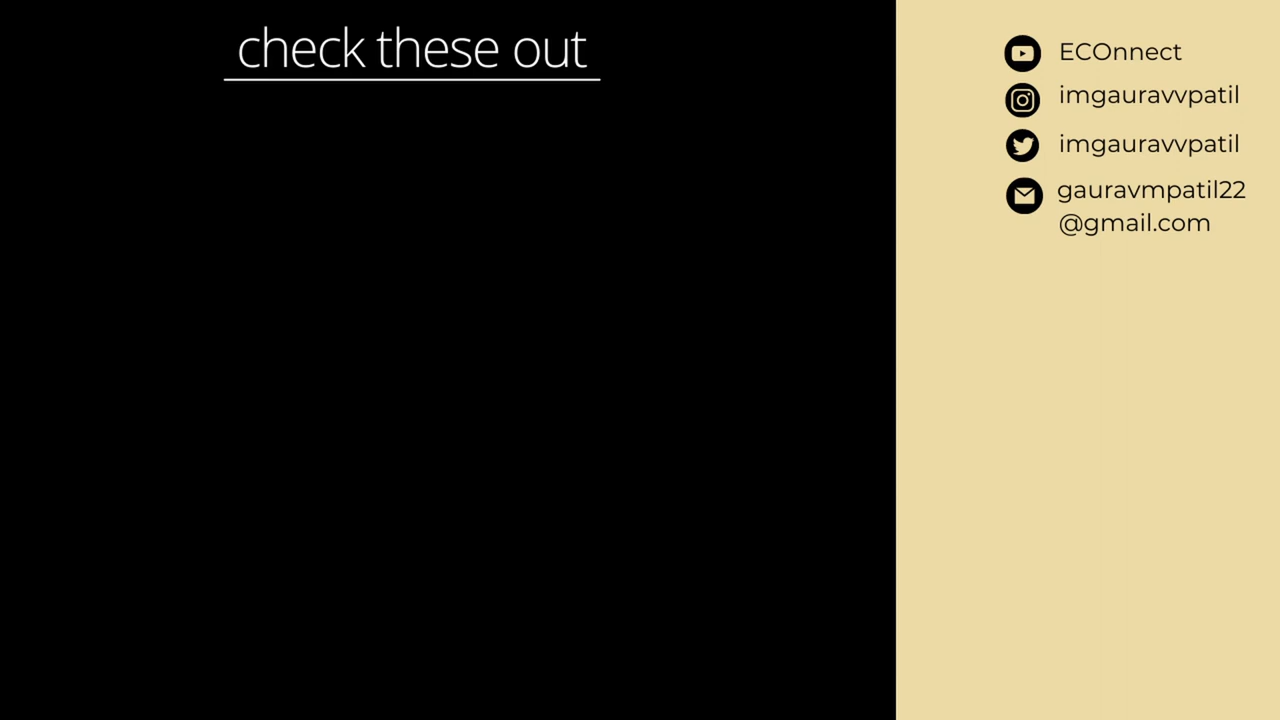 check these out
ECOnnect
imgauravvpatil
imgauravvpatil
gauravmpatil22
@gmail.com